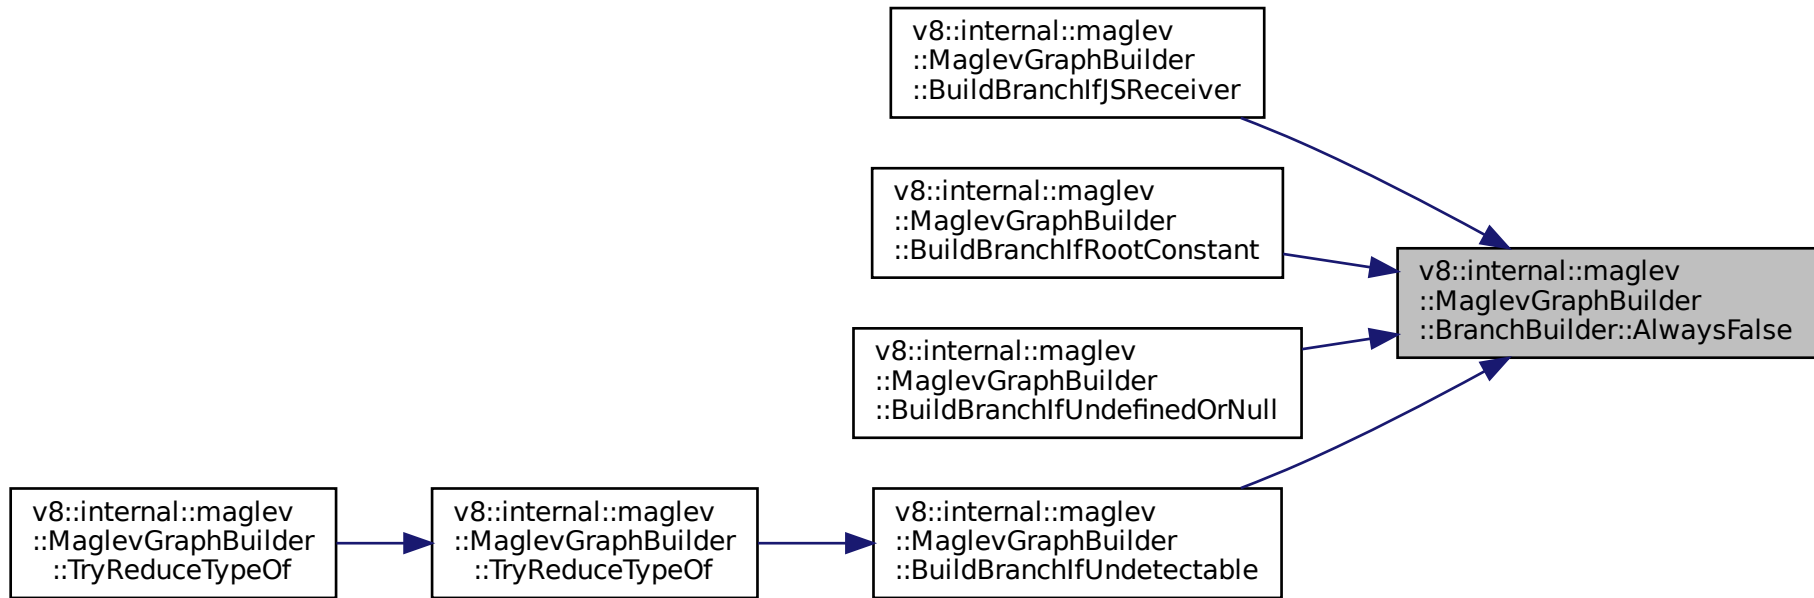 v8::internal::maglev
::MaglevGraphBuilder
::BuildBranchIfJSReceiver
v8::internal::maglev
::MaglevGraphBuilder
::BuildBranchIfRootConstant
v8::internal::maglev
::MaglevGraphBuilder
::BranchBuilder::AlwaysFalse
v8::internal::maglev
::MaglevGraphBuilder
::BuildBranchIfUndefinedOrNull
v8::internal::maglev
::MaglevGraphBuilder
::TryReduceTypeOf
v8::internal::maglev
::MaglevGraphBuilder
::TryReduceTypeOf
v8::internal::maglev
::MaglevGraphBuilder
::BuildBranchIfUndetectable